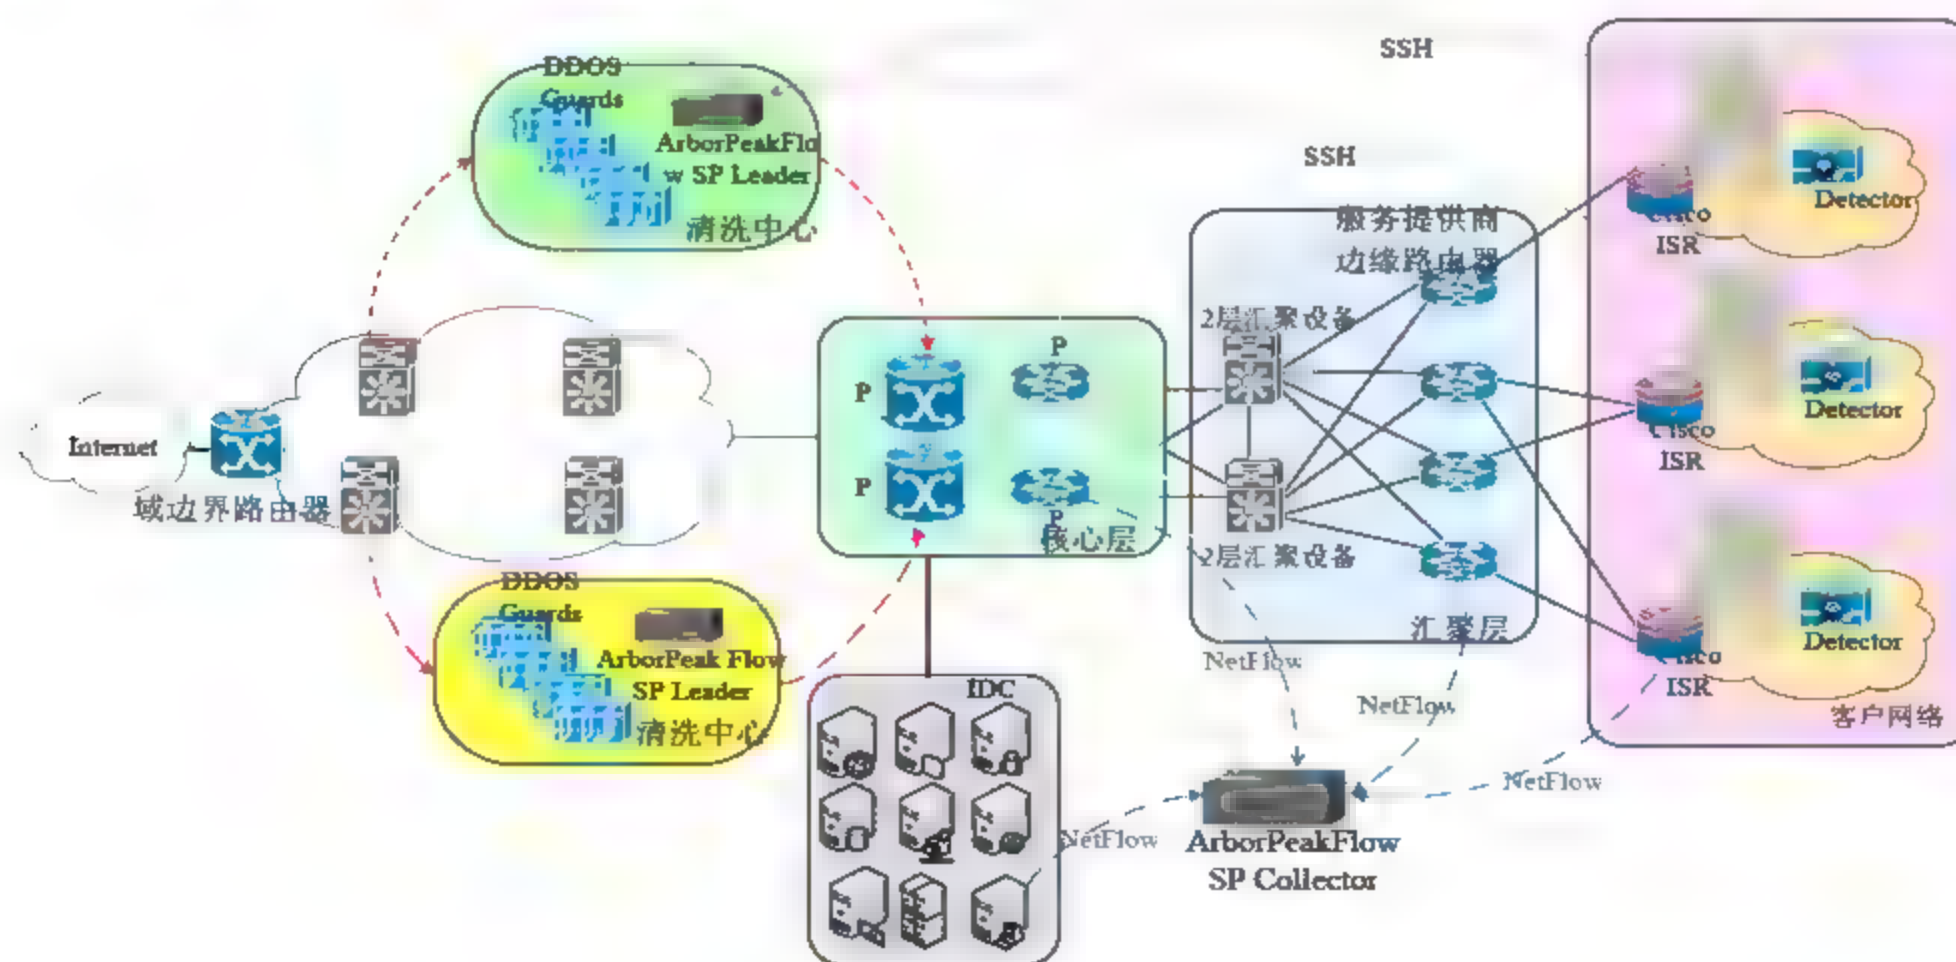 SSH
SSH
DDOS
Guards
ArborPeakFlo
w SP Leader
清洗中心
Detector
Cisco
ISR
服务提供商
边缘路由器
2层汇聚设备
P
P
P
P
核心层
Internet
域边界路由器
Detector
Cisco
ISR
2层汇聚设备
汇聚层
DDOS
Guards
ArborPeak Flow
SP Leader
清洗中心
Detector
Cisco
ISR
客户网络
IDC
NetFlow
NetFlow
NetFlow
NetFlow
ArborPeakFlow
SP Collector